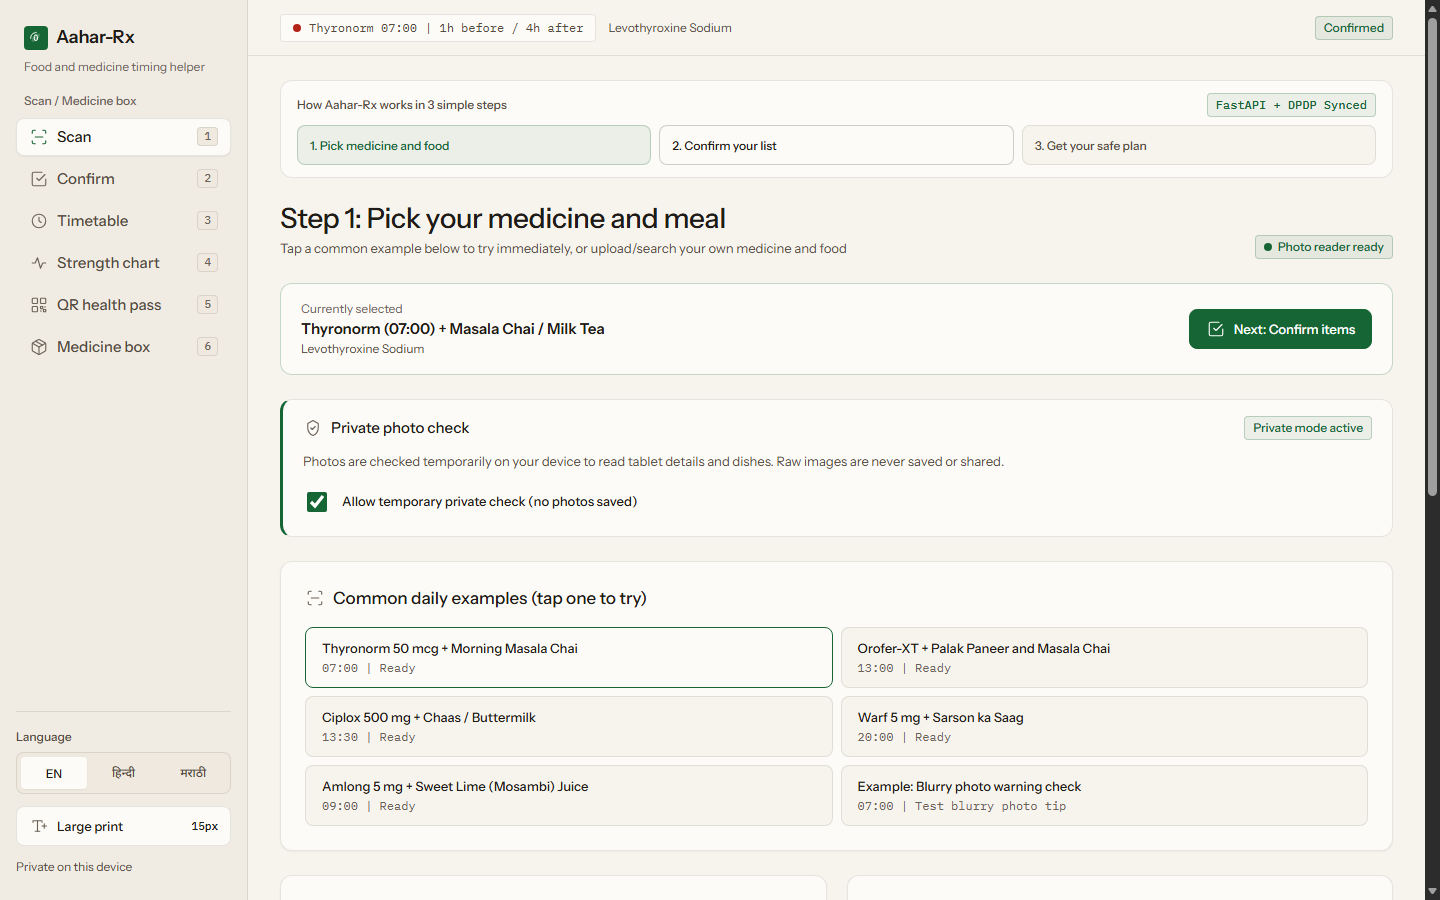 Aahar-Rx
Food and medicine timing helper
Scan / Medicine box
Scan 1
Confirm 2
Timetable 3
Strength chart 4
QR health pass 5
Medicine box 6
Language
EN हिन्दी मराठी
Large print 15px
Private on this device
Thyronorm 07:00 | 1h before / 4h after Levothyroxine Sodium Confirmed
How Aahar-Rx works in 3 simple steps FastAPI + DPDP Synced
1. Pick medicine and food 2. Confirm your list 3. Get your safe plan
Step 1: Pick your medicine and meal
Tap a common example below to try immediately, or upload/search your own medicine and food
Photo reader ready
Currently selected
Thyronorm (07:00) + Masala Chai / Milk Tea
Levothyroxine Sodium
Next: Confirm items
Private photo check Private mode active
Photos are checked temporarily on your device to read tablet details and dishes. Raw images are never saved or shared.
Allow temporary private check (no photos saved)
Common daily examples (tap one to try)
Thyronorm 50 mcg + Morning Masala Chai
07:00 | Ready
Orofer-XT + Palak Paneer and Masala Chai
13:00 | Ready
Ciplox 500 mg + Chaas / Buttermilk
13:30 | Ready
Warf 5 mg + Sarson ka Saag
20:00 | Ready
Amlong 5 mg + Sweet Lime (Mosambi) Juice
09:00 | Ready
Example: Blurry photo warning check
07:00 | Test blurry photo tip